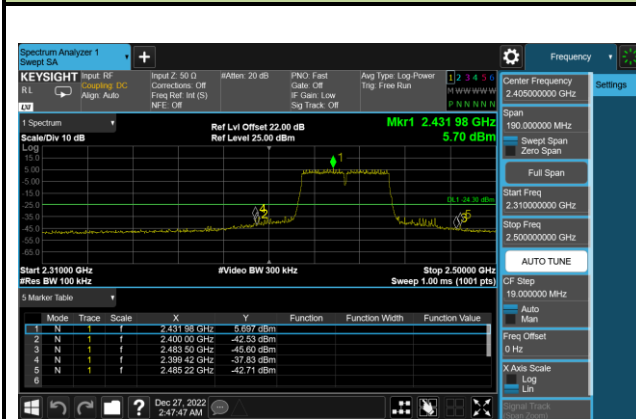 Spectrum Analyzer 1
Swept SA
+
Frequency
KEYSIGHT Input: RF Input Z: 50 Ω #Atten: 20 dB PNO: Fast Avg Type: Log-Power 1 2 3 4 5 6
RL Coupling: DC Corrections: Off Gate: Off Trig: Free Run M W W W W W
Align: Auto Freq Ref: Int (S) IF Gain: Low P N N N N N
NFE: Off Sig Track: Off
LXI
Settings
Center Frequency
2.405000000 GHz
Span
190.000000 MHz
Swept Span
Zero Span
Full Span
Start Freq
2.310000000 GHz
Stop Freq
2.500000000 GHz
AUTO TUNE
CF Step
19.000000 MHz
Auto
Man
Freq Offset
0 Hz
X Axis Scale
Log
Lin
Signal Track
(Span Zoom)
1 Spectrum
Scale/Div 10 dB
Ref Lvl Offset 22.00 dB
Ref Level 25.00 dBm
Mkr1 2.431 98 GHz
5.70 dBm
Log
15.0
5.00
-5.00
-15.0
-25.0
-35.0
-45.0
-55.0
-65.0
1
DL1 -24.30 dBm
4
2
5
Start 2.31000 GHz #Video BW 300 kHz Stop 2.50000 GHz
#Res BW 100 kHz Sweep 1.00 ms (1001 pts)
5 Marker Table
Mode Trace Scale X Y Function Function Width Function Value
1 N 1 f 2.431 98 GHz 5.697 dBm
2 N 1 f 2.400 00 GHz -42.53 dBm
3 N 1 f 2.483 50 GHz -45.60 dBm
4 N 1 f 2.399 42 GHz -37.83 dBm
5 N 1 f 2.485 22 GHz -42.71 dBm
6
?
Dec 27, 2022
2:47:47 AM